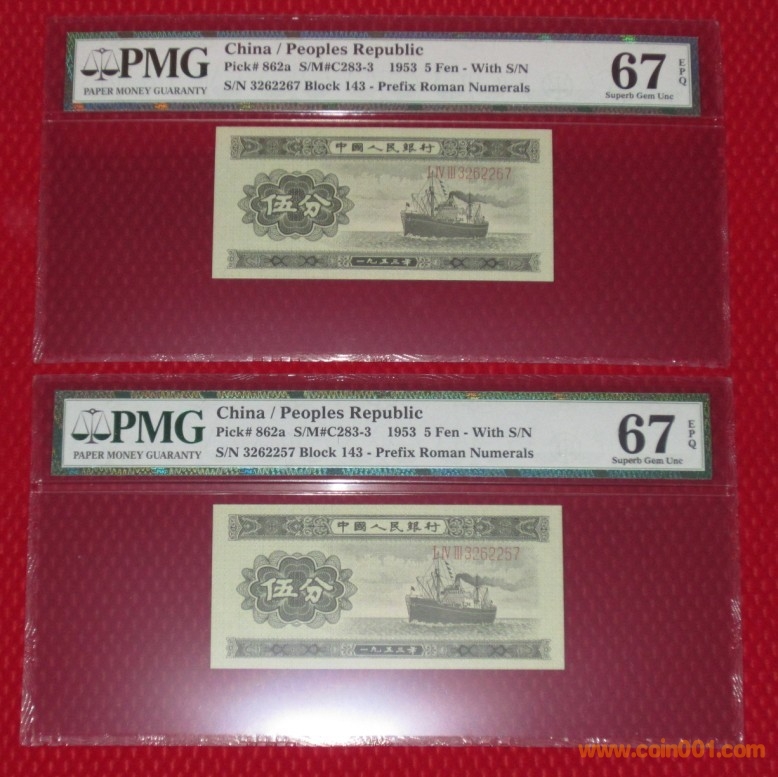 PMG
PAPER MONEY GUARANTY
China / Peoples Republic
Pick# 862a S/M#C283-3 1953 5 Fen - With S/N
S/N 3262267 Block 143 - Prefix Roman Numerals
67 EPQ
Superb Gem Unc
中國人民銀行
I IV III 3262267
伍分
一九五三年
PMG
PAPER MONEY GUARANTY
China / Peoples Republic
Pick# 862a S/M#C283-3 1953 5 Fen - With S/N
S/N 3262257 Block 143 - Prefix Roman Numerals
67 EPQ
Superb Gem Unc
中國人民銀行
I IV III 3262257
伍分
一九五三年
www.coin001.com